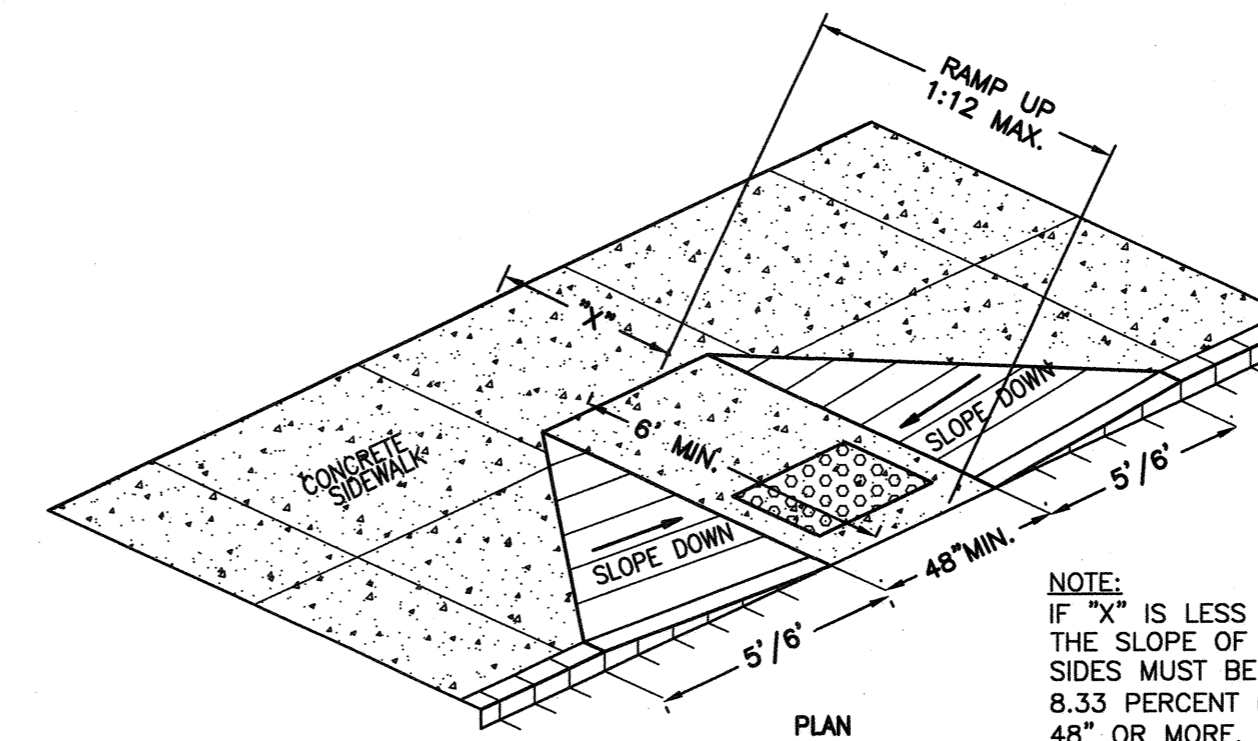 RAMP UP
1:12 MAX.
"X"
6' MIN.
CONCRETE
SIDEWALK
SLOPE DOWN
SLOPE DOWN
5'/6'
48"MIN.
5'/6'
NOTE:
IF "X" IS LESS
THE SLOPE OF
SIDES MUST BE
8.33 PERCENT
48" OR MORE.
PLAN